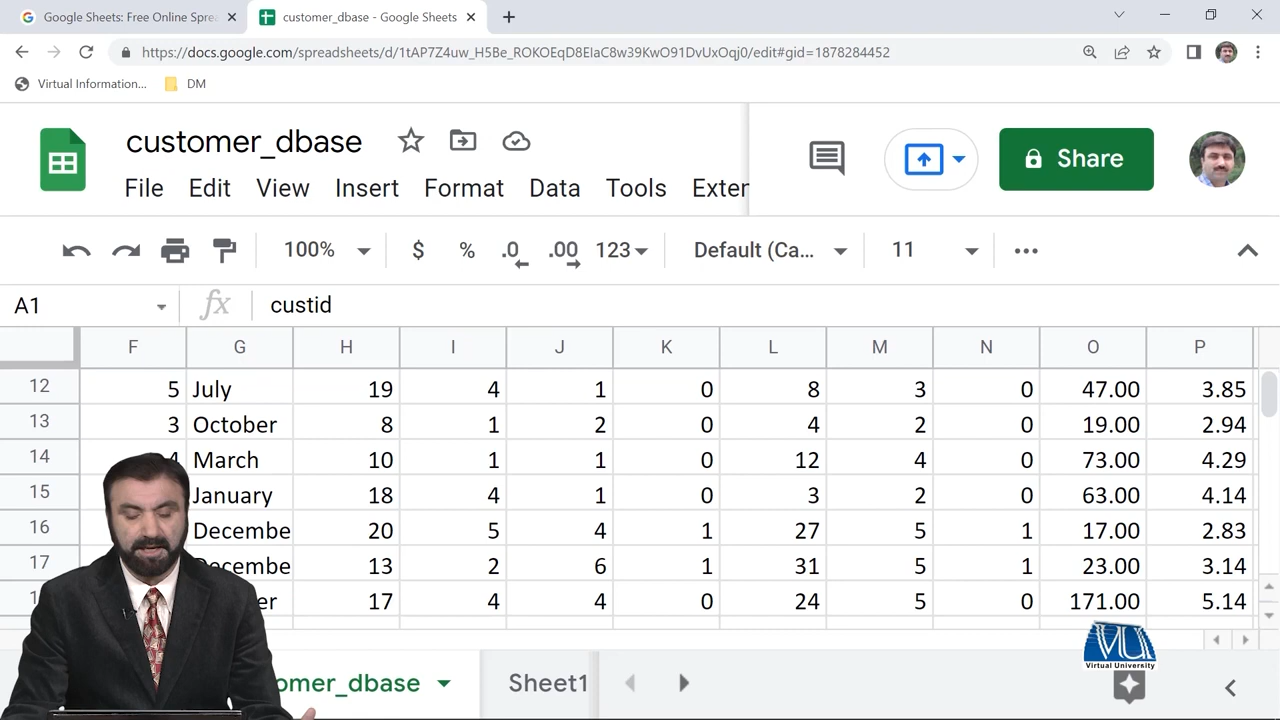 Google Sheets: Free Online Spre
customer_dbase - Google Sheets
https://docs.google.com/spreadsheets/d/1tAP7Z4uw_H5Be_ROKOEqD8EIaC8w39KwO91DvUxOqj0/edit#gid=1878284452
Virtual Information... DM
customer_dbase
Share
File Edit View Insert Format Data Tools Exter
100% $ % .0 .00 123 Default (Ca... 11
A1 fx custid
F G H I J K L M N O P
12 5 July 19 4 1 0 8 3 0 47.00 3.85
13 3 October 8 1 2 0 4 2 0 19.00 2.94
14 4 March 10 1 1 0 12 4 0 73.00 4.29
15 January 18 4 1 0 3 2 0 63.00 4.14
16 Decembe 20 5 4 1 27 5 1 17.00 2.83
17 Decembe 13 2 6 1 31 5 1 23.00 3.14
er 17 4 4 0 24 5 0 171.00 5.14
VU
Virtual University
omer_dbase Sheet1